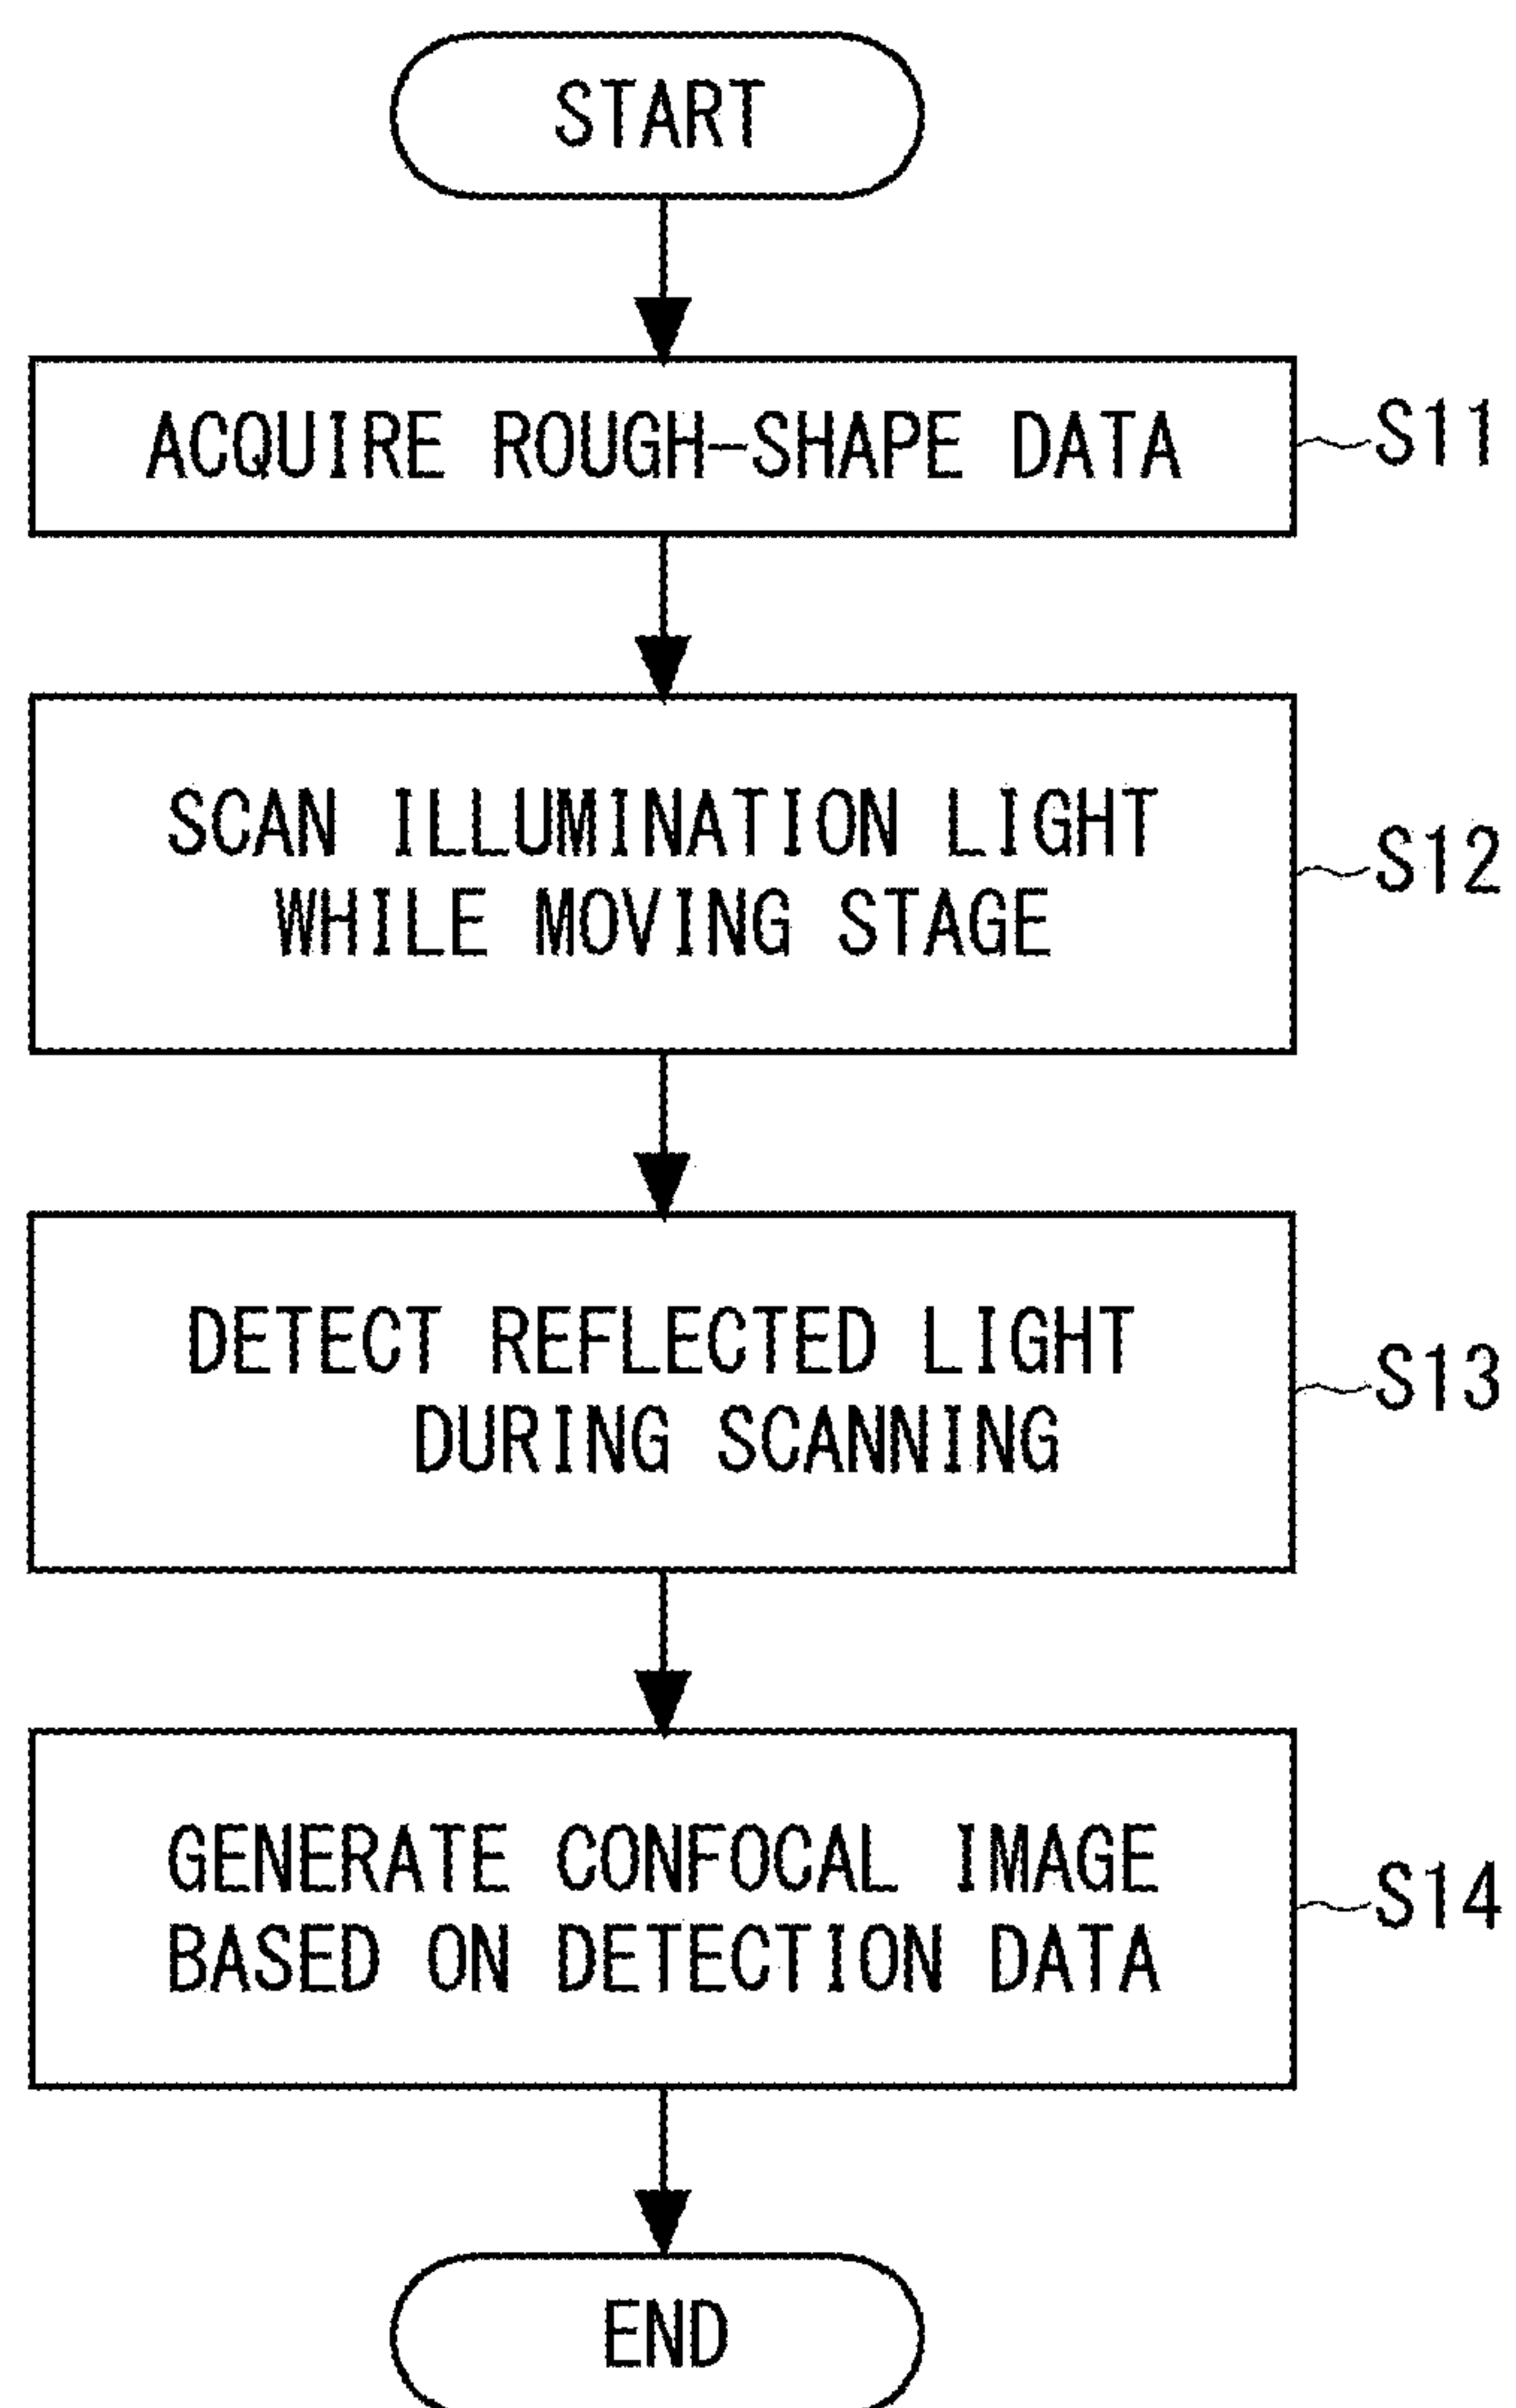 START
ACQUIRE ROUGH-SHAPE DATA
S11
SCAN ILLUMINATION LIGHT
WHILE MOVING STAGE
S12
DETECT REFLECTED LIGHT
DURING SCANNING
S13
GENERATE CONFOCAL IMAGE
BASED ON DETECTION DATA
S14
END